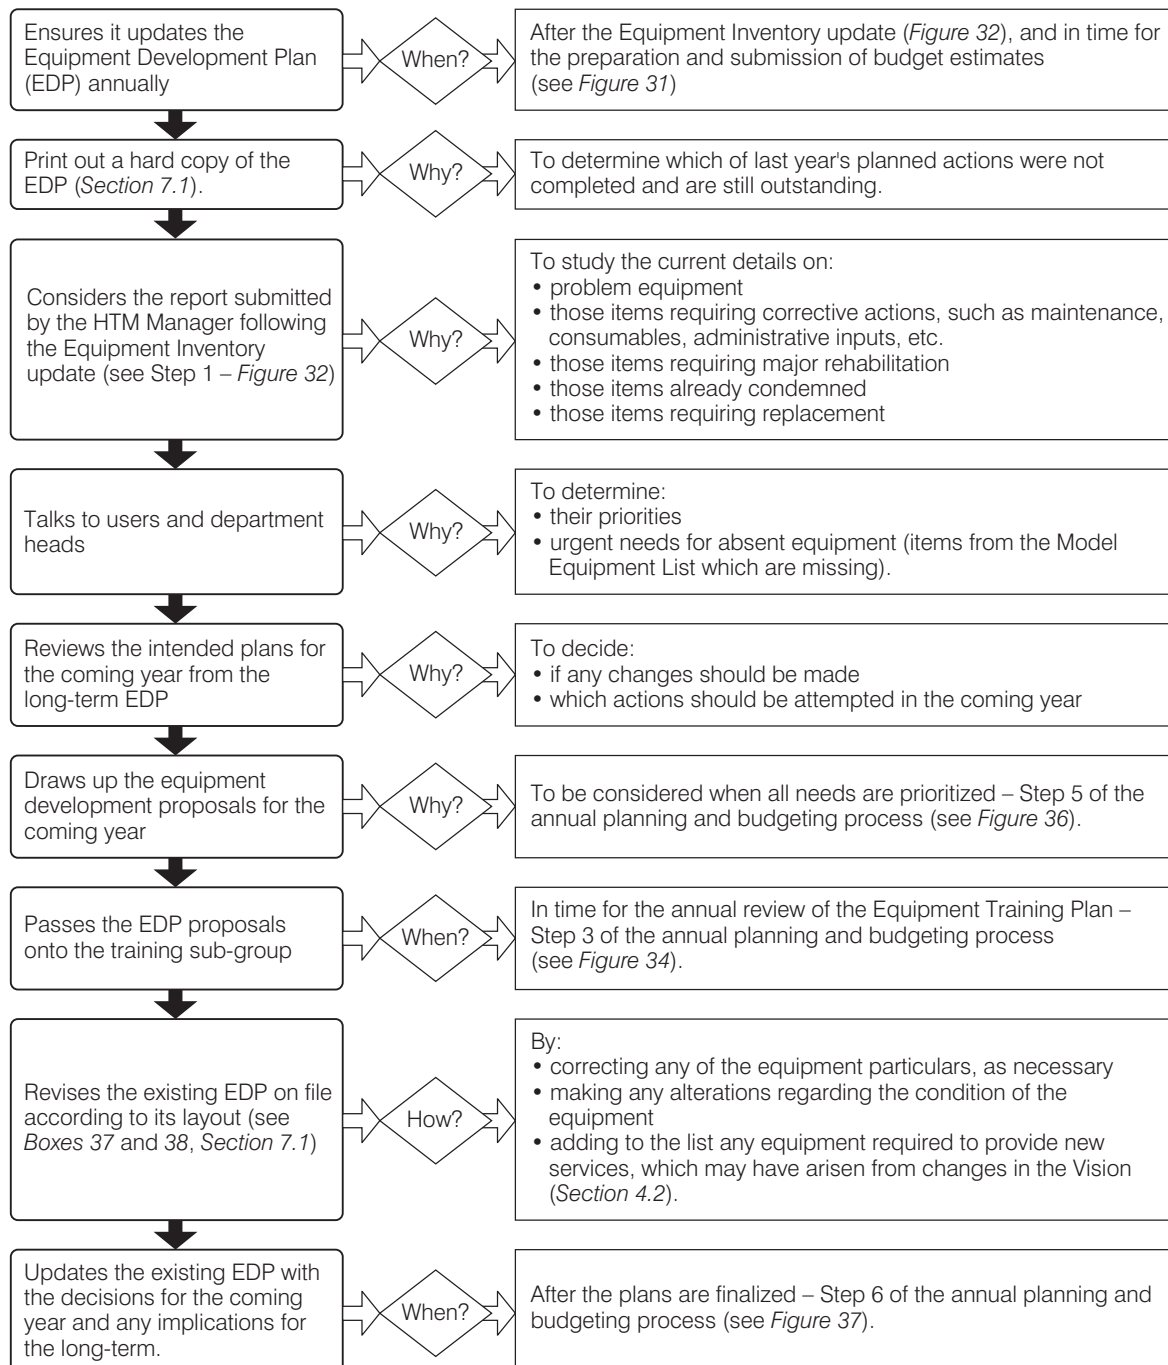 Ensures it updates the
Equipment Development Plan
(EDP) annually
When?
After the Equipment Inventory update (Figure 32), and in time for
the preparation and submission of budget estimates
(see Figure 31)
Print out a hard copy of the
EDP (Section 7.1).
Why?
To determine which of last year's planned actions were not
completed and are still outstanding.
Considers the report submitted
by the HTM Manager following
the Equipment Inventory
update (see Step 1 – Figure 32)
Why?
To study the current details on:
• problem equipment
• those items requiring corrective actions, such as maintenance,
consumables, administrative inputs, etc.
• those items requiring major rehabilitation
• those items already condemned
• those items requiring replacement
Talks to users and department
heads
Why?
To determine:
• their priorities
• urgent needs for absent equipment (items from the Model
Equipment List which are missing).
Reviews the intended plans for
the coming year from the
long-term EDP
Why?
To decide:
• if any changes should be made
• which actions should be attempted in the coming year
Draws up the equipment
development proposals for the
coming year
Why?
To be considered when all needs are prioritized – Step 5 of the
annual planning and budgeting process (see Figure 36).
Passes the EDP proposals
onto the training sub-group
When?
In time for the annual review of the Equipment Training Plan –
Step 3 of the annual planning and budgeting process
(see Figure 34).
Revises the existing EDP on file
according to its layout (see
Boxes 37 and 38, Section 7.1)
How?
By:
• correcting any of the equipment particulars, as necessary
• making any alterations regarding the condition of the
equipment
• adding to the list any equipment required to provide new
services, which may have arisen from changes in the Vision
(Section 4.2).
Updates the existing EDP with
the decisions for the coming
year and any implications for
the long-term.
When?
After the plans are finalized – Step 6 of the annual planning and
budgeting process (see Figure 37).